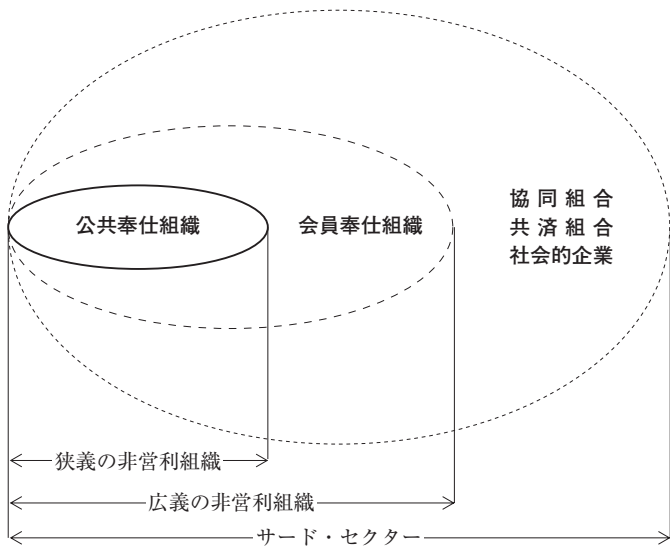 公共奉仕組織
会員奉仕組織
協同組合
共済組合
社会的企業
狭義の非営利組織
広義の非営利組織
サード・セクター